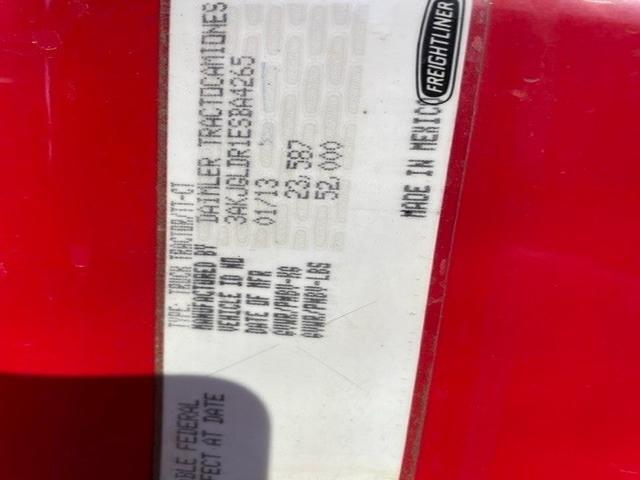 TYPE: TRUCK TRACTOR/TT-CT
MANUFACTURED BY DAIMLER TRACTOCAMIONES
VEHICLE ID NO. 3AKJGLDR1ESBA4265
DATE OF MFR 01/13
GVWR/PNBV-KG 23,587
GVWR/PNBV-LBS 52,000
MADE IN MEXICO
FREIGHTLINER
BLE FEDERAL
FECT AT DATE